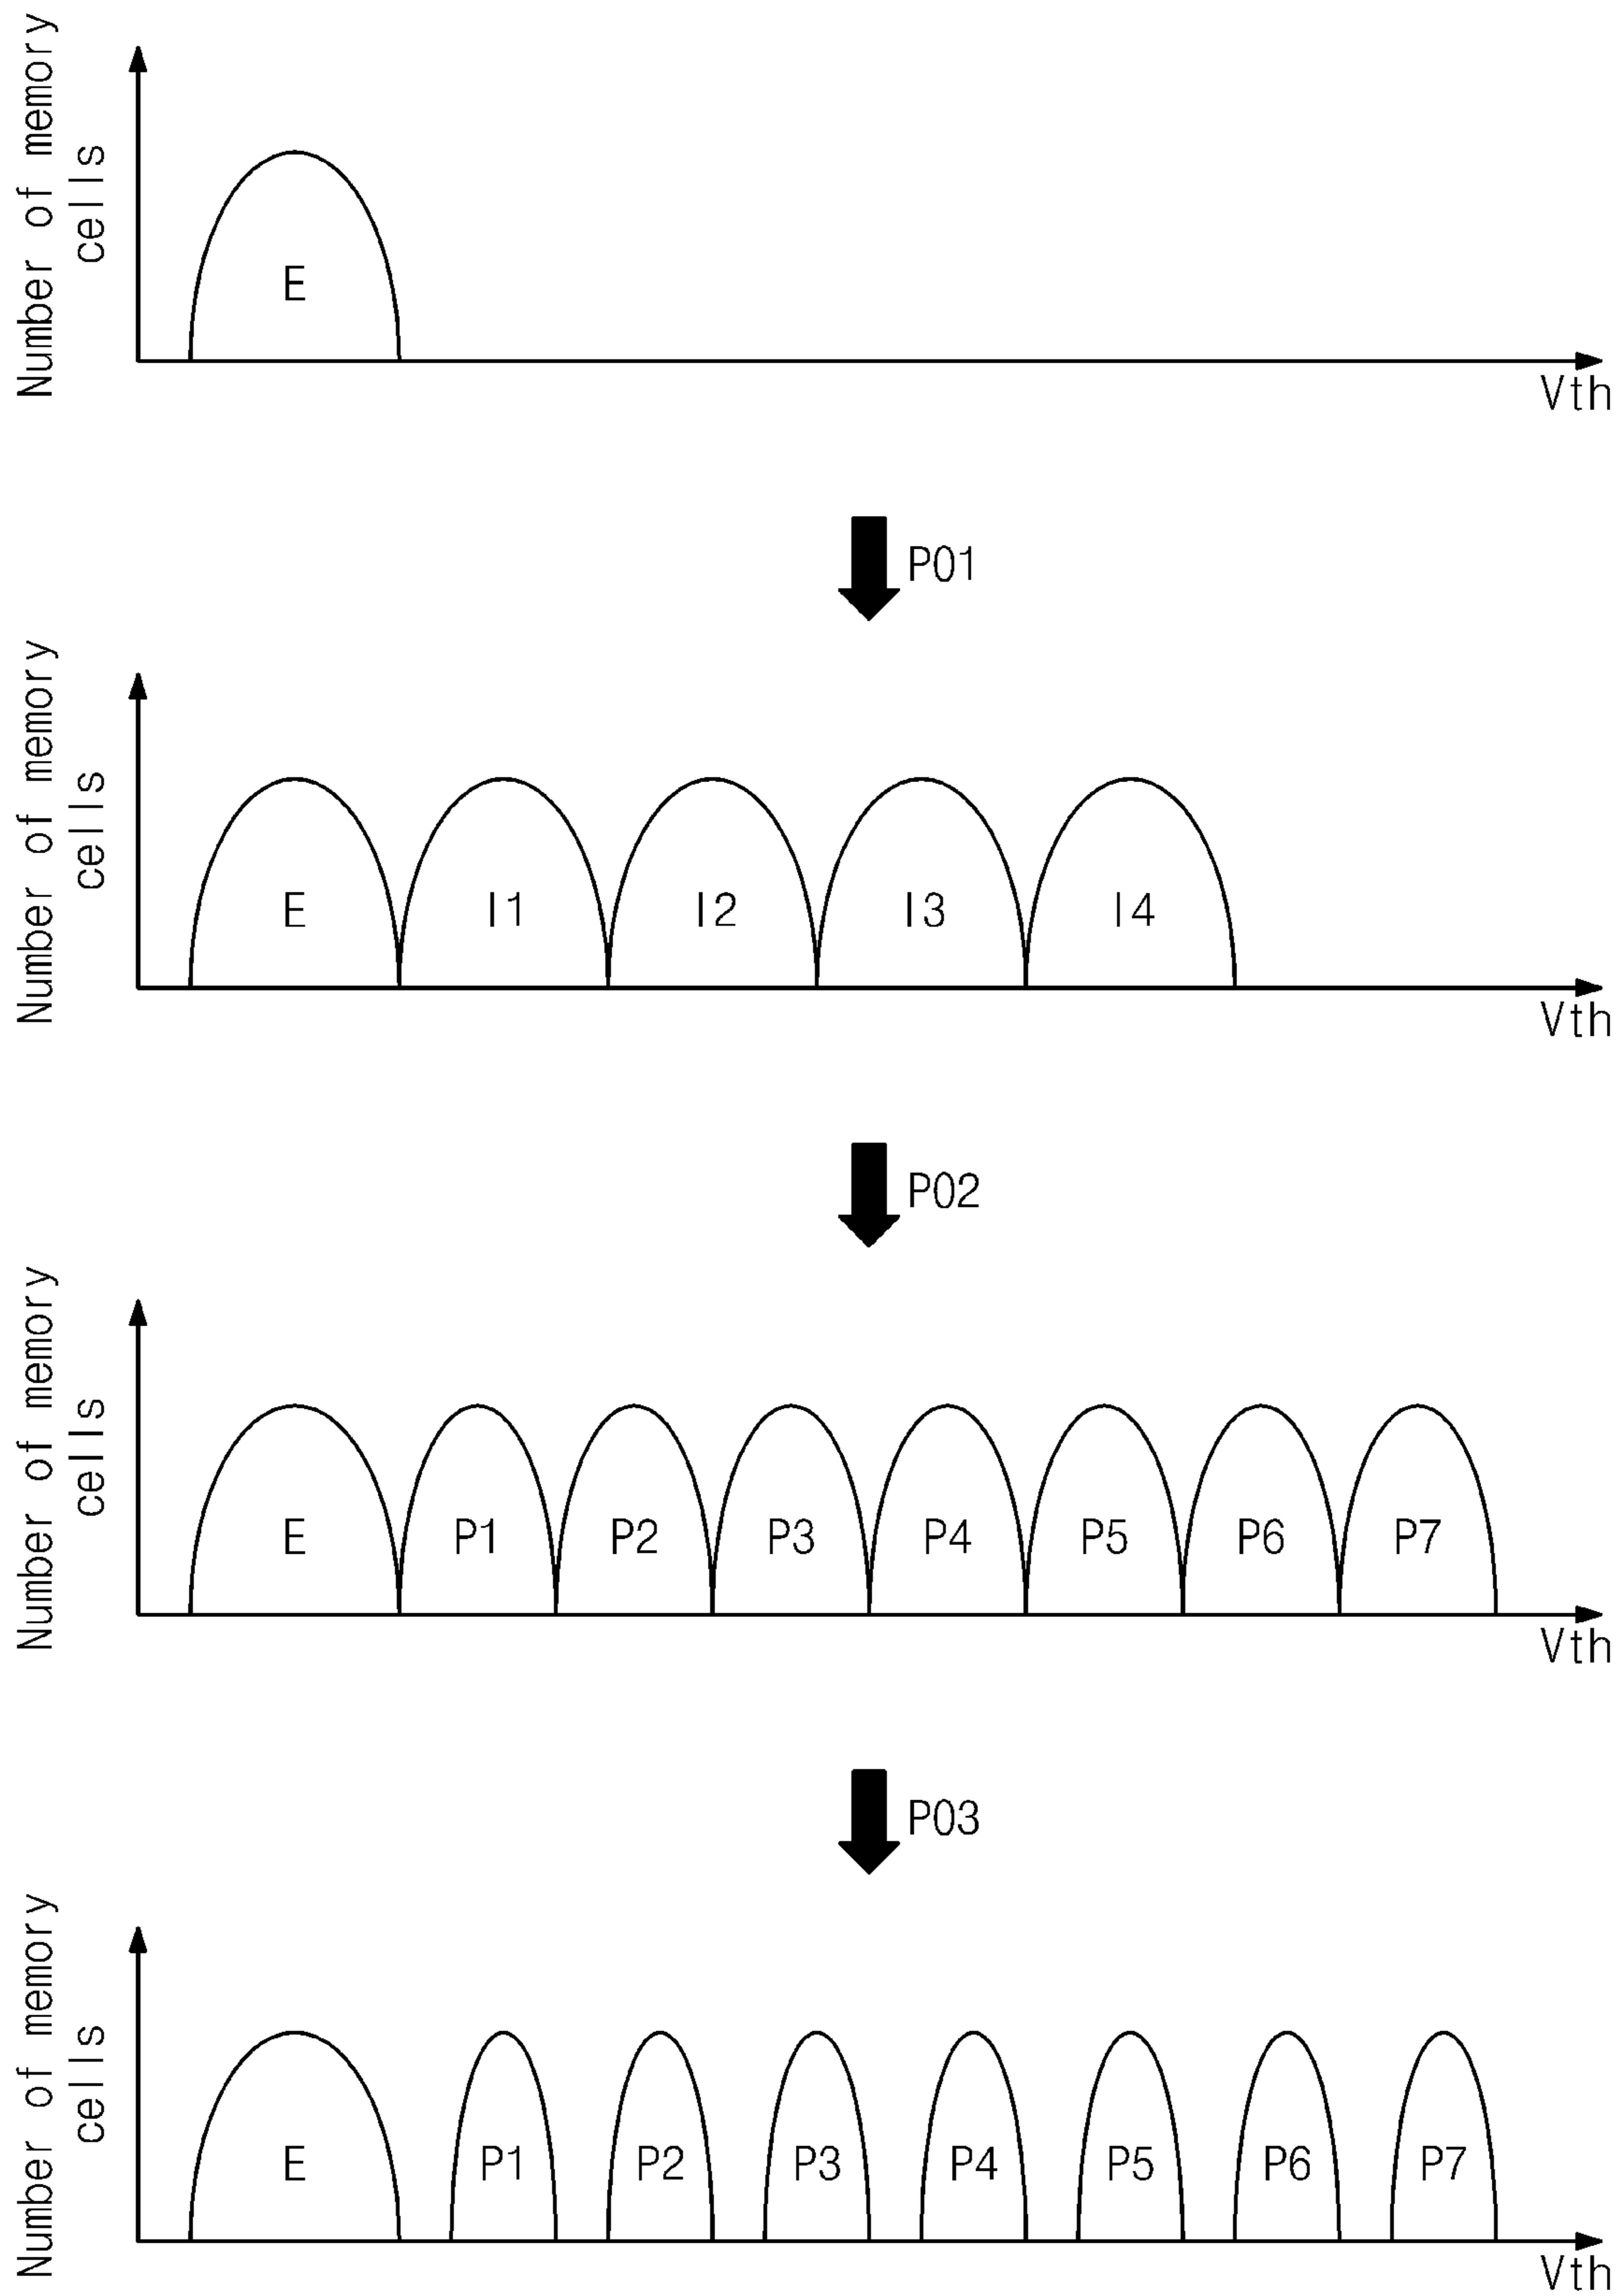 Number of memory
cells
E
Vth
P01
Number of memory
cells
E I1 I2 I3 I4
Vth
P02
Number of memory
cells
E P1 P2 P3 P4 P5 P6 P7
Vth
P03
Number of memory
cells
E P1 P2 P3 P4 P5 P6 P7
Vth